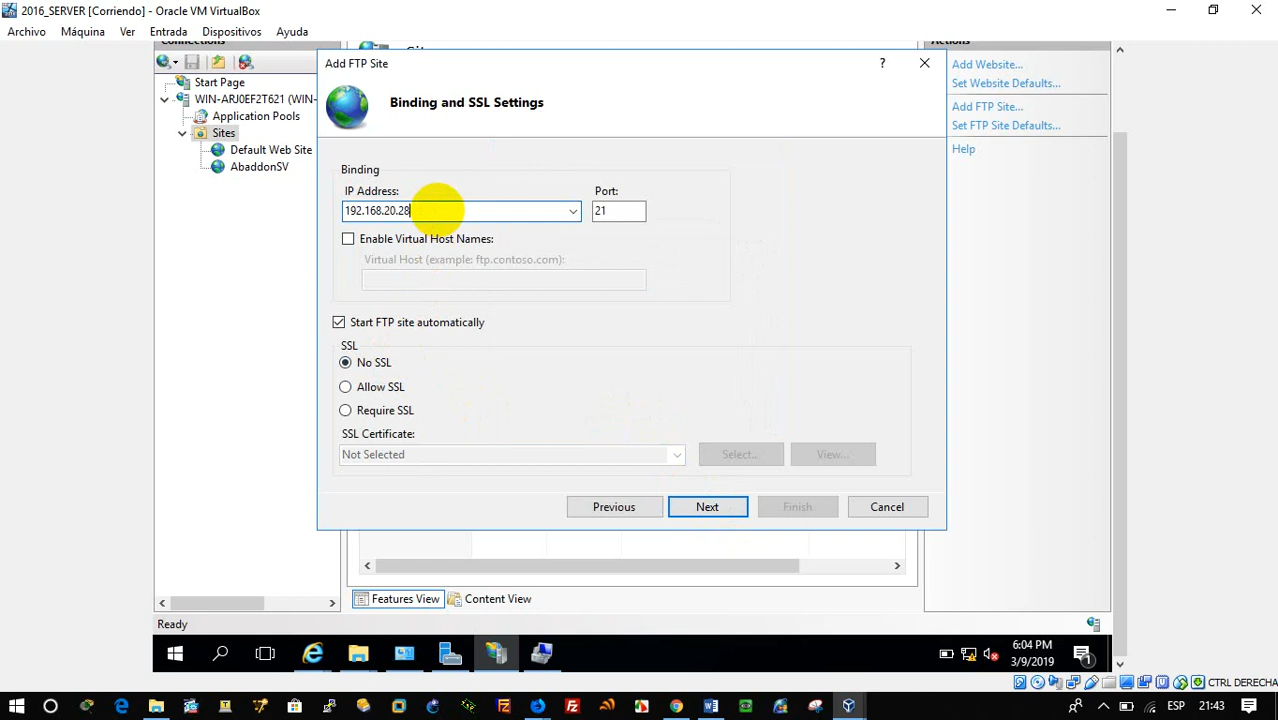 2016_SERVER [Corriendo] - Oracle VM VirtualBox
Archivo Máquina Ver Entrada Dispositivos Ayuda
Add FTP Site
?
Binding and SSL Settings
Connections
Start Page
WIN-ARJ0EF2T621 (WIN-
Application Pools
Sites
Default Web Site
AbaddonSV
Binding
IP Address:
Port:
192.168.20.28
21
Enable Virtual Host Names:
Virtual Host (example: ftp.contoso.com):
Start FTP site automatically
SSL
No SSL
Allow SSL
Require SSL
SSL Certificate:
Not Selected
Select...
View...
Previous
Next
Finish
Cancel
Actions
Add Website...
Set Website Defaults...
Add FTP Site...
Set FTP Site Defaults...
Help
Features View
Content View
Ready
6:04 PM
3/9/2019
1
CTRL DERECHA
ESP
21:43